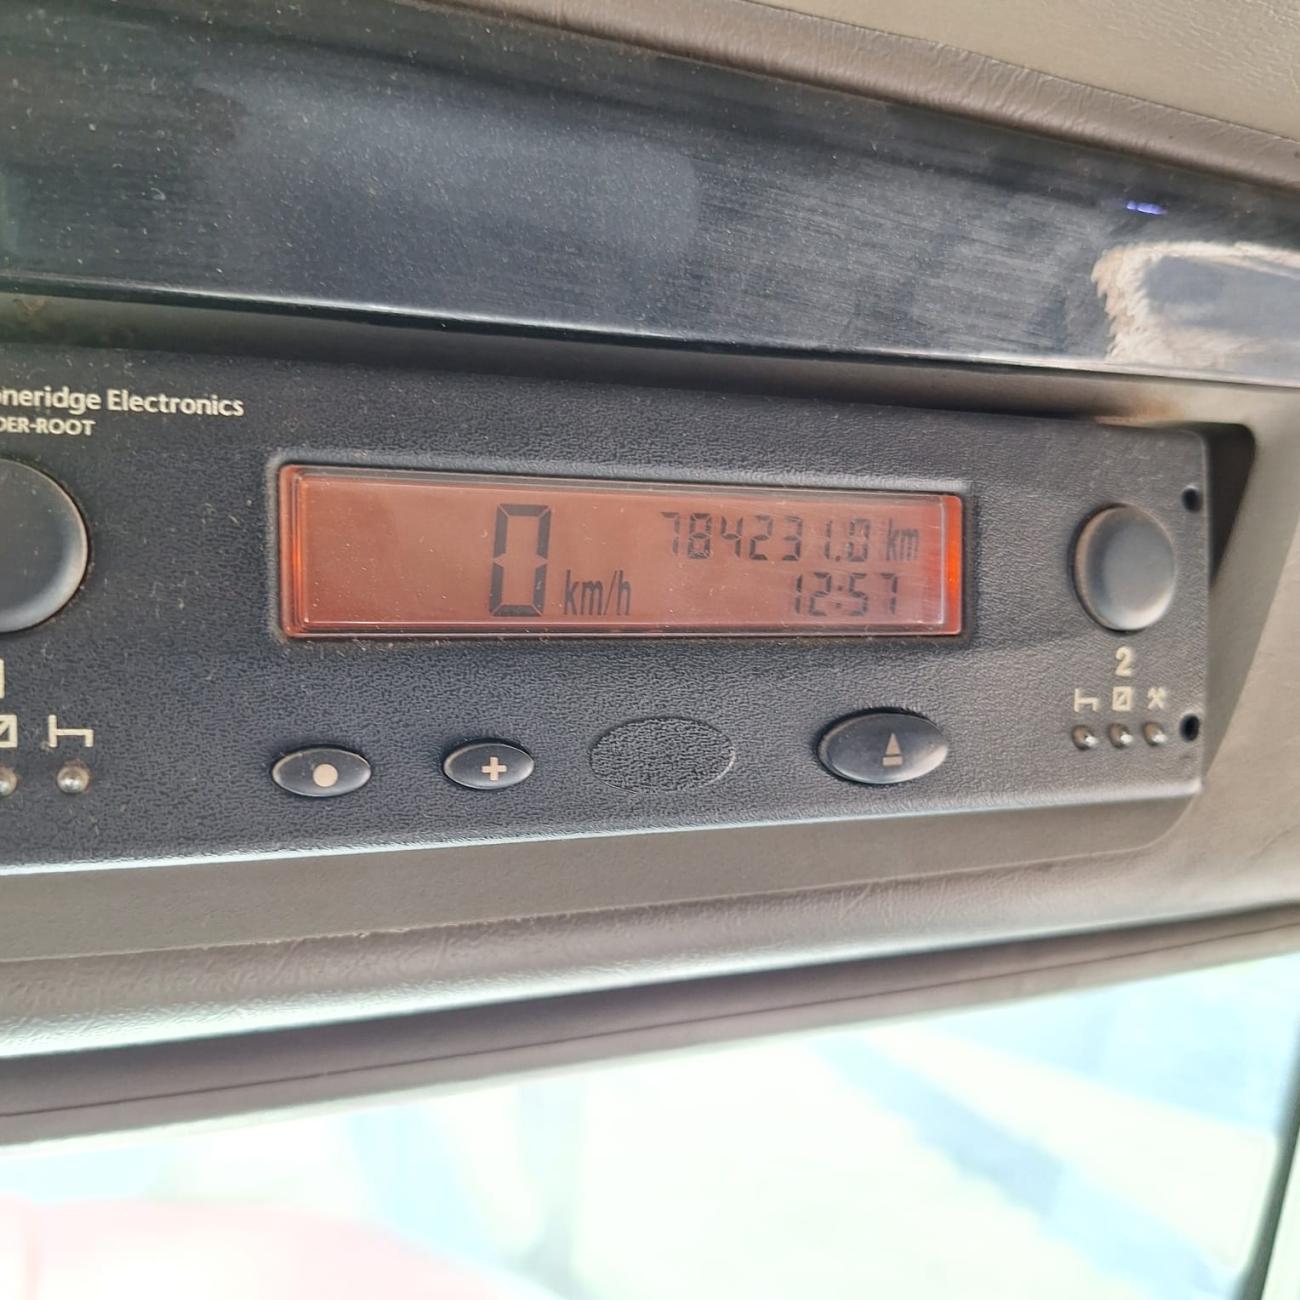 oneridge Electronics
DER-ROOT
0 km/h
784231.0 km
12:57
2